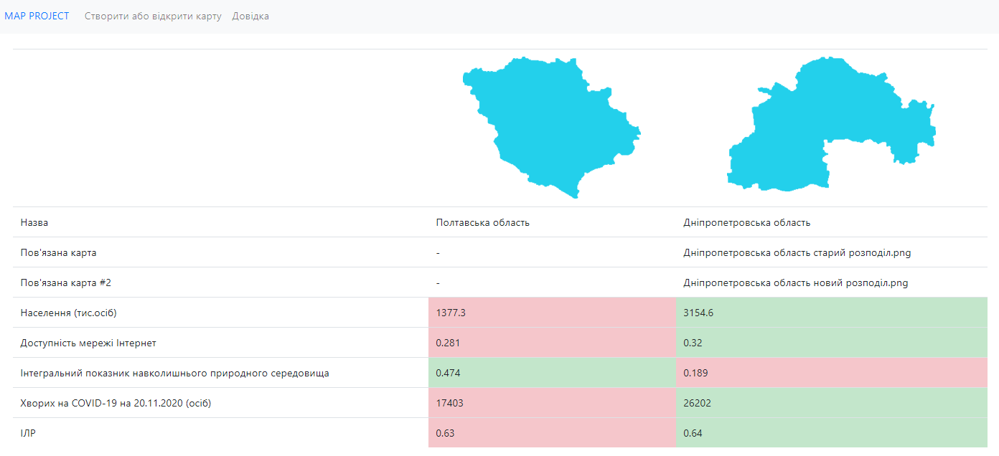 MAP PROJECT Створити або відкрити карту Довідка
Назва Полтавська область Дніпропетровська область
Пов'язана карта - Дніпропетровська область старий розподіл.png
Пов'язана карта #2 - Дніпропетровська область новий розподіл.png
Населення (тис.осіб) 1377.3 3154.6
Доступність мережі Інтернет 0.281 0.32
Інтегральний показник навколишнього природного середовища 0.474 0.189
Хворих на COVID-19 на 20.11.2020 (осіб) 17403 26202
ІЛР 0.63 0.64